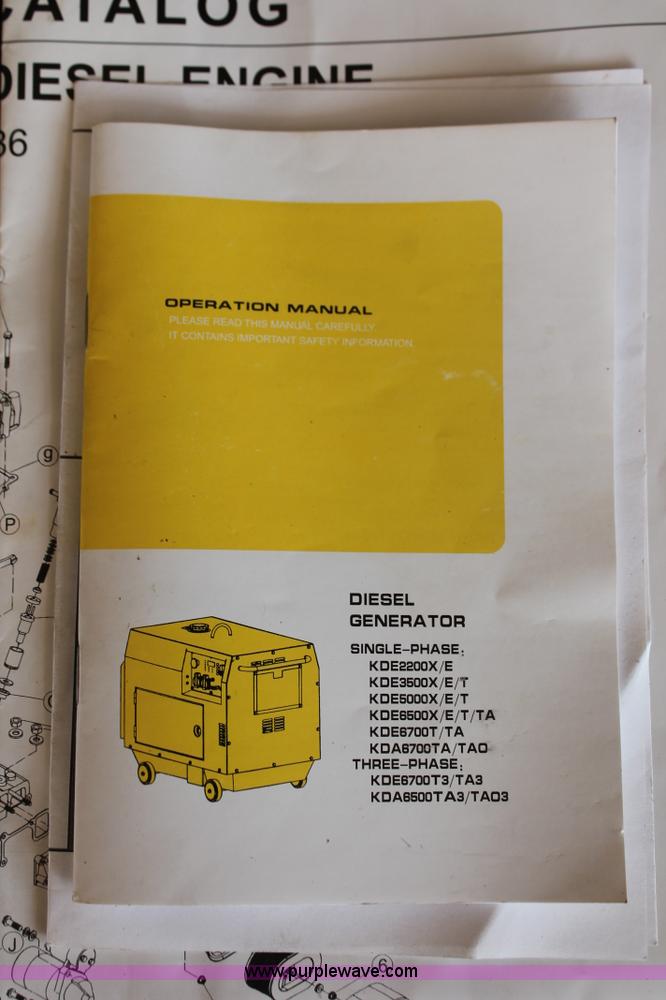 CATALOG
DIESEL ENGINE
86
OPERATION MANUAL
PLEASE READ THIS MANUAL CAREFULLY.
IT CONTAINS IMPORTANT SAFETY INFORMATION.
g
P
DIESEL
GENERATOR
SINGLE-PHASE:
KDE2200X/E
KDE3500X/E/T
KDE5000X/E/T
KDE6500X/E/T/TA
KDE6700T/TA
KDA6700TA/TAO
THREE-PHASE:
KDE6700T3/TA3
KDA6500TA3/TAO3
J
6
www.purplewave.com